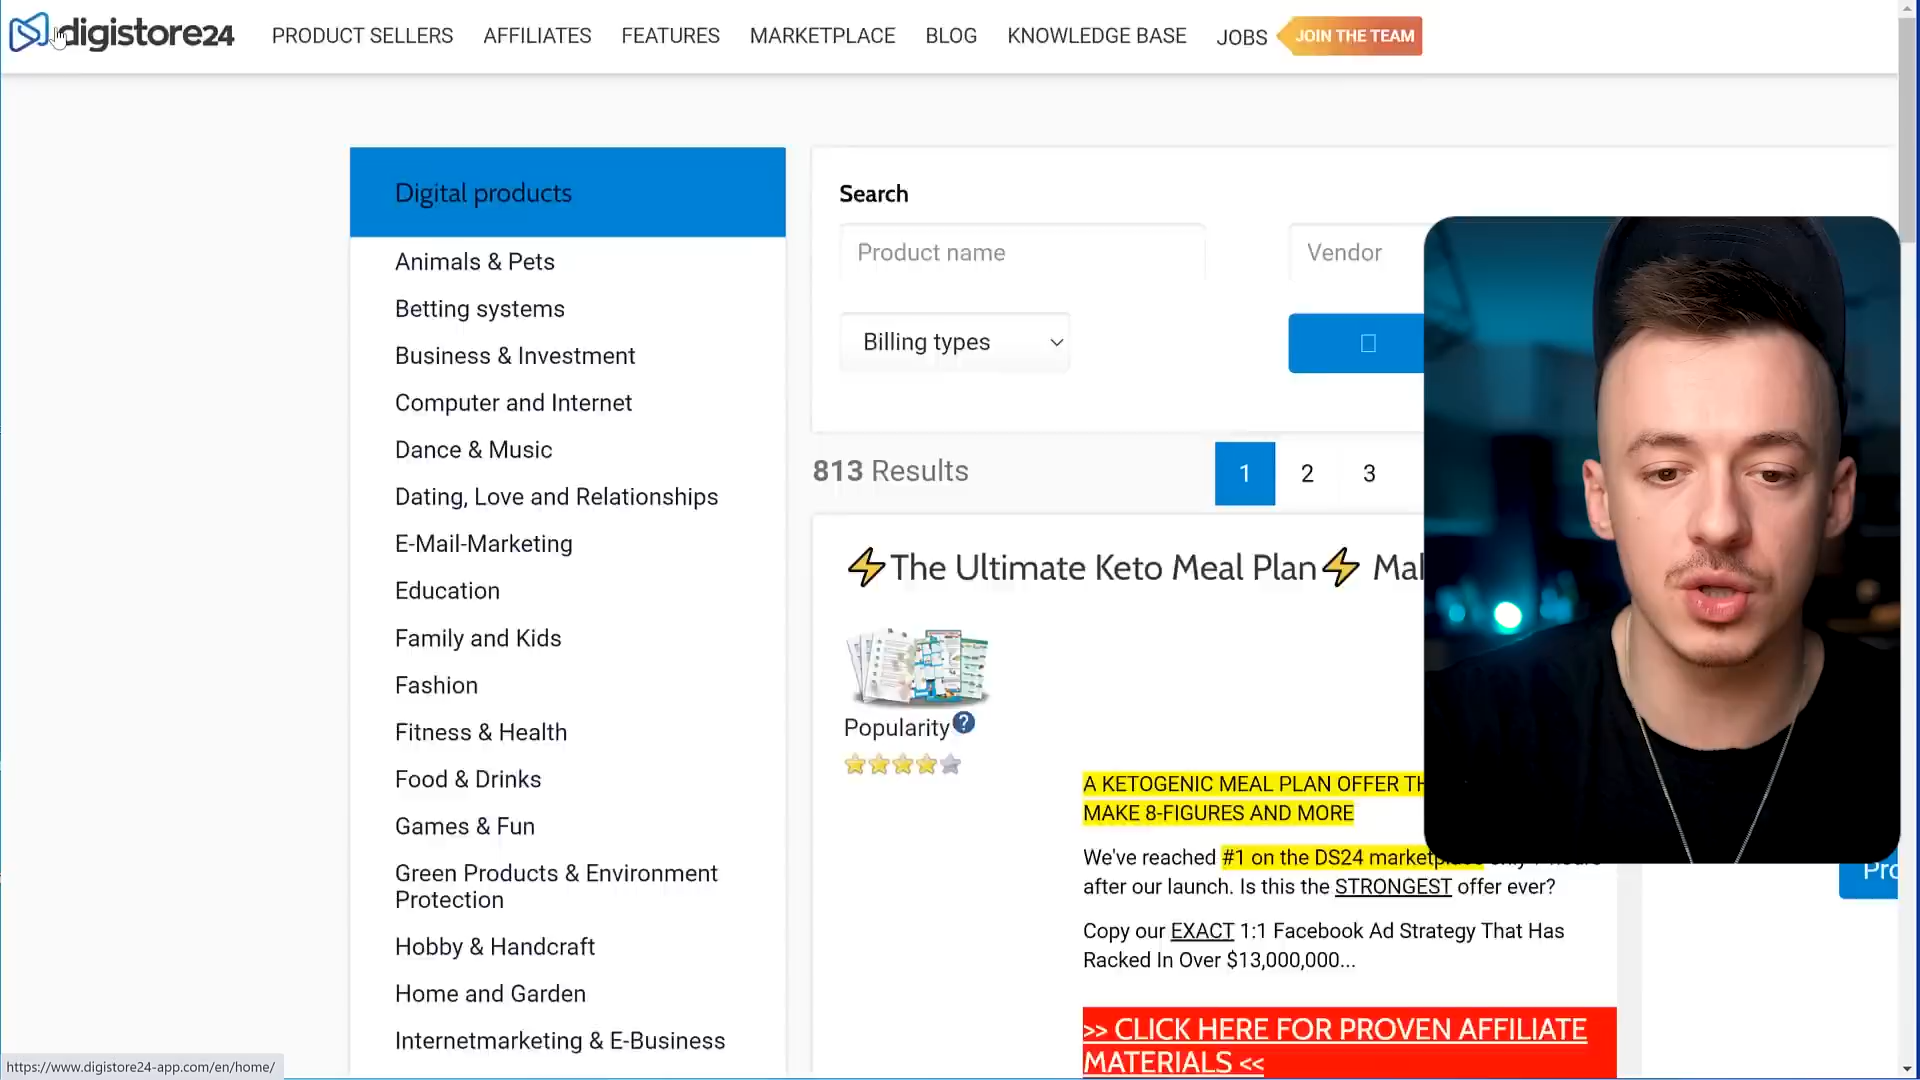 digistore24
PRODUCT SELLERS AFFILIATES FEATURES MARKETPLACE BLOG KNOWLEDGE BASE JOBS JOIN THE TEAM
Digital products
Animals & Pets
Betting systems
Business & Investment
Computer and Internet
Dance & Music
Dating, Love and Relationships
E-Mail-Marketing
Education
Family and Kids
Fashion
Fitness & Health
Food & Drinks
Games & Fun
Green Products & Environment
Protection
Hobby & Handcraft
Home and Garden
Internetmarketing & E-Business
Search
Product name Vendor
Billing types
813 Results 1 2 3
⚡The Ultimate Keto Meal Plan⚡
Popularity
A KETOGENIC MEAL PLAN OFFER
MAKE 8-FIGURES AND MORE
We've reached #1 on the DS24
after our launch. Is this the STRONGEST offer ever?
Copy our EXACT 1:1 Facebook Ad Strategy That Has
Racked In Over $13,000,000...
>> CLICK HERE FOR PROVEN AFFILIATE
MATERIALS <<
https://www.digistore24-app.com/en/home/